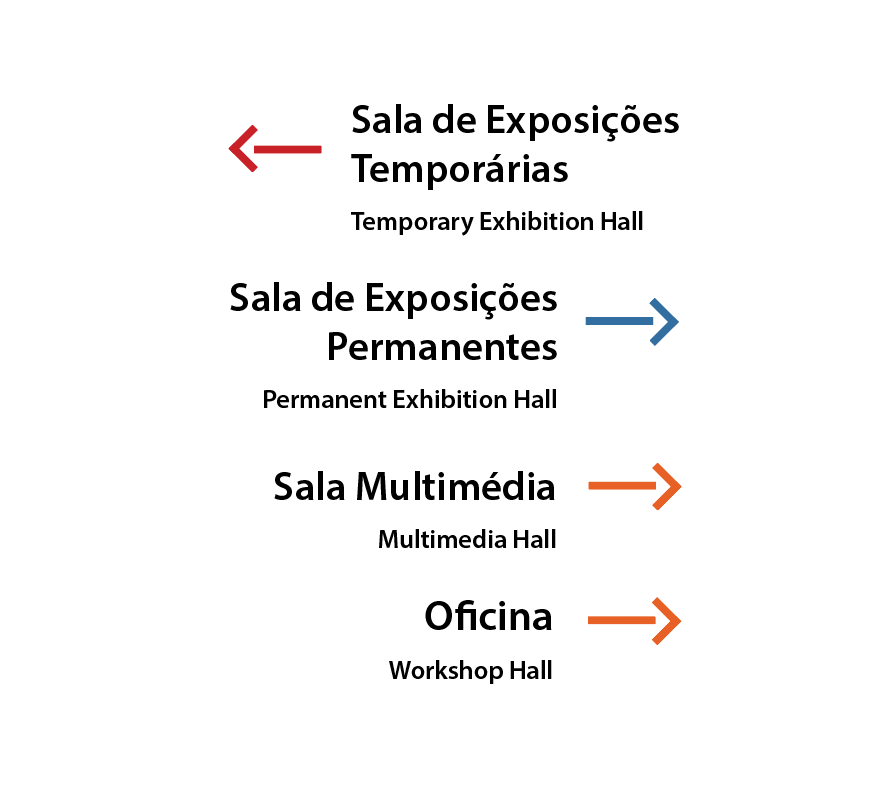 Sala de Exposições
Temporárias
Temporary Exhibition Hall
Sala de Exposições
Permanentes
Permanent Exhibition Hall
Sala Multimédia
Multimedia Hall
Oficina
Workshop Hall